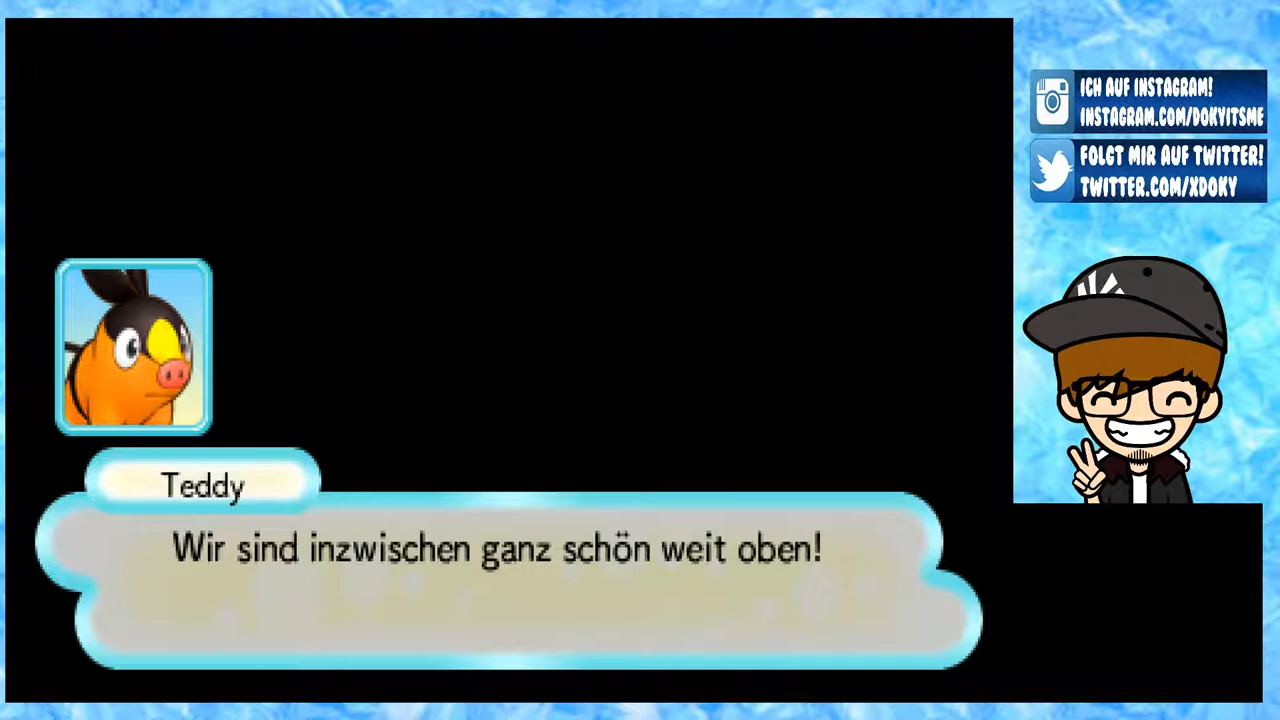 ICH AUF INSTAGRAM!
INSTAGRAM.COM/DOKYITSME
FOLGT MIR AUF TWITTER!
TWITTER.COM/XDOKY
Teddy
Wir sind inzwischen ganz schön weit oben!